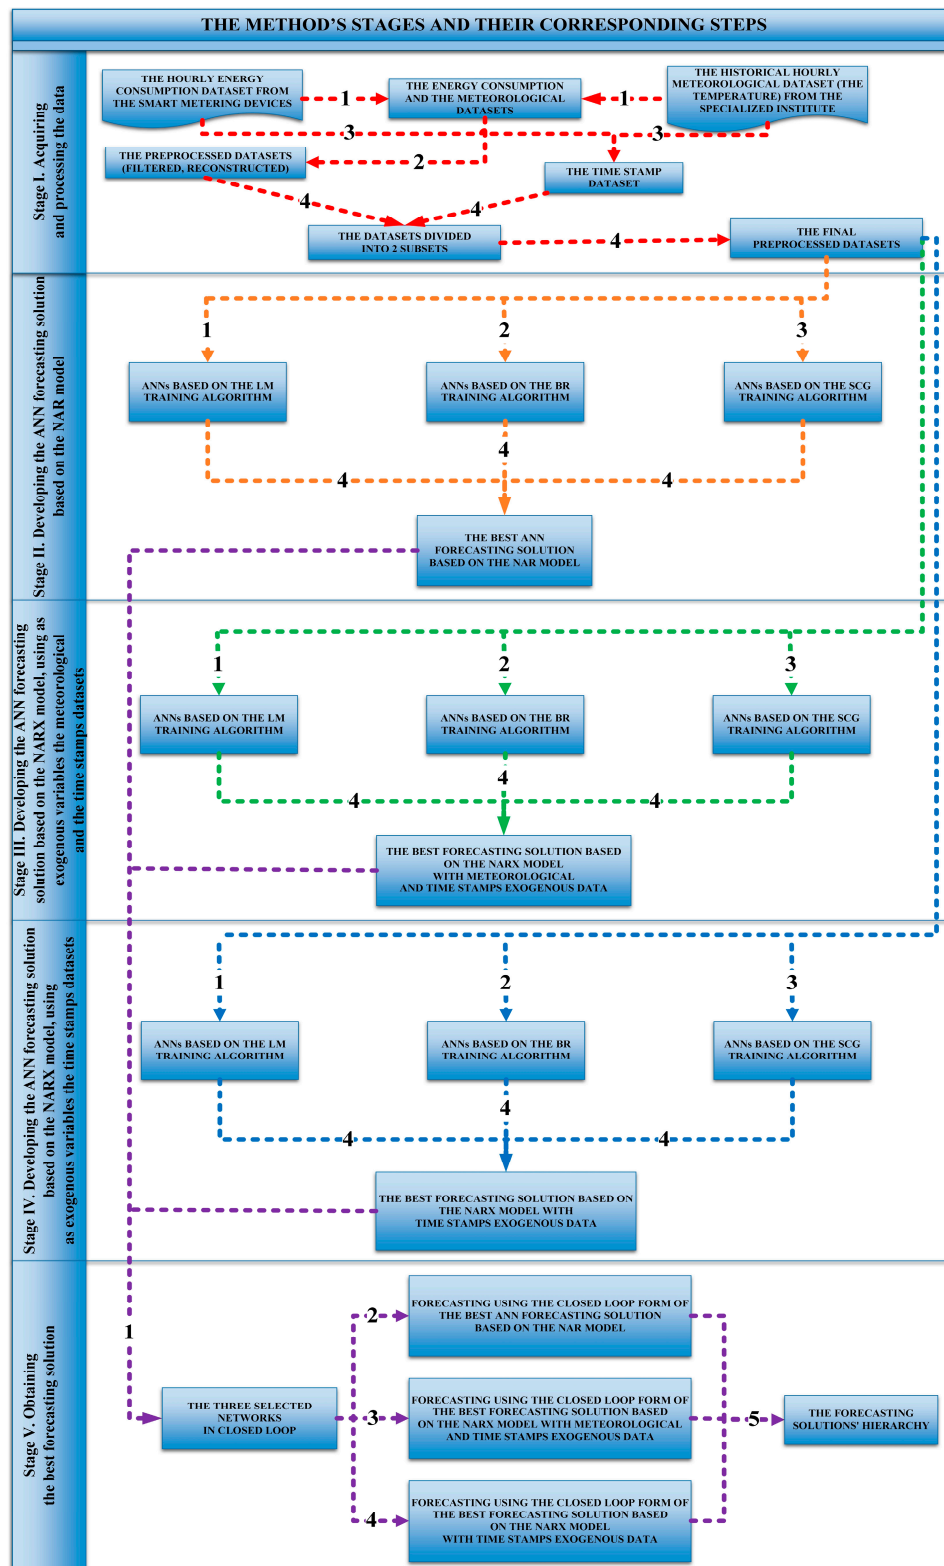 THE METHOD'S STAGES AND THEIR CORRESPONDING STEPS
Stage I. Acquiring
and processing the data
THE HOURLY ENERGY
CONSUMPTION DATASET FROM
THE SMART METERING DEVICES
1
THE ENERGY CONSUMPTION
AND THE METEOROLOGICAL
DATASETS
1
THE HISTORICAL HOURLY
METEOROLOGICAL DATASET (THE
TEMPERATURE) FROM THE
SPECIALIZED INSTITUTE
3
3
THE PREPROCESSED DATASETS
(FILTERED, RECONSTRUCTED)
2
THE TIME STAMP
DATASET
4
4
THE DATASETS DIVIDED
INTO 2 SUBSETS
4
THE FINAL
PREPROCESSED DATASETS
Stage II. Developing the ANN forecasting solution
based on the NAR model
1
2
3
ANNs BASED ON THE LM
TRAINING ALGORITHM
ANNs BASED ON THE BR
TRAINING ALGORITHM
ANNs BASED ON THE SCG
TRAINING ALGORITHM
4
4
4
THE BEST ANN
FORECASTING SOLUTION
BASED ON THE NAR MODEL
Stage III. Developing the ANN forecasting
solution based on the NARX model, using as
exogenous variables the meteorological
and the time stamps datasets
1
2
3
ANNs BASED ON THE LM
TRAINING ALGORITHM
ANNs BASED ON THE BR
TRAINING ALGORITHM
ANNs BASED ON THE SCG
TRAINING ALGORITHM
4
4
4
THE BEST FORECASTING SOLUTION BASED
ON THE NARX MODEL
WITH METEOROLOGICAL
AND TIME STAMPS EXOGENOUS DATA
Stage IV. Developing the ANN forecasting solution
based on the NARX model, using
as exogenous variables the time stamps datasets
1
2
3
ANNs BASED ON THE LM
TRAINING ALGORITHM
ANNs BASED ON THE BR
TRAINING ALGORITHM
ANNs BASED ON THE SCG
TRAINING ALGORITHM
4
4
4
THE BEST FORECASTING SOLUTION BASED ON
THE NARX MODEL WITH
TIME STAMPS EXOGENOUS DATA
Stage V. Obtaining
the best forecasting solution
1
THE THREE SELECTED
NETWORKS
IN CLOSED LOOP
2
FORECASTING USING THE CLOSED LOOP FORM OF
THE BEST ANN FORECASTING SOLUTION
BASED ON THE NAR MODEL
3
FORECASTING USING THE CLOSED LOOP FORM OF
THE BEST FORECASTING SOLUTION BASED
ON THE NARX MODEL WITH METEOROLOGICAL
AND TIME STAMPS EXOGENOUS DATA
4
FORECASTING USING THE CLOSED LOOP FORM OF
THE BEST FORECASTING SOLUTION BASED
ON THE NARX MODEL
WITH TIME STAMPS EXOGENOUS DATA
5
THE FORECASTING
SOLUTIONS' HIERARCHY